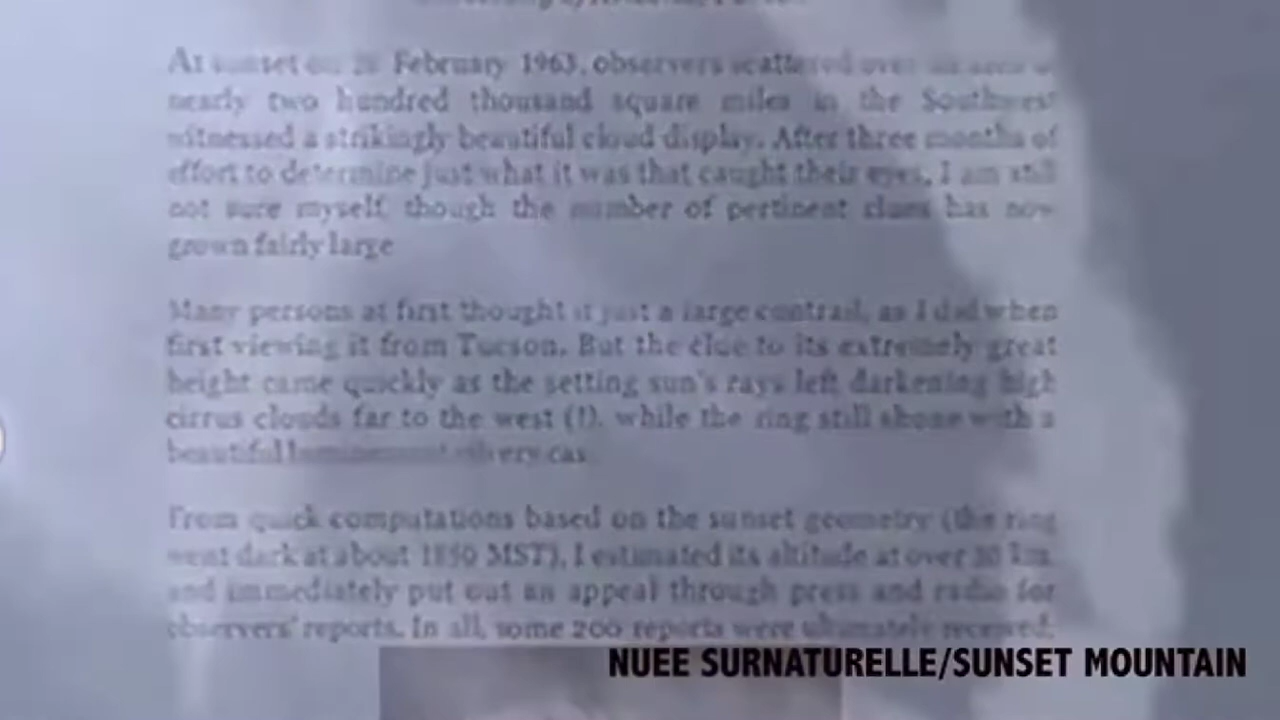 At sunset on 28 February 1963, observers scattered over an area of
nearly two hundred thousand square miles in the Southwest
witnessed a strikingly beautiful cloud display. After three months of
effort to determine just what it was that caught their eyes, I am still
not sure myself, though the number of pertinent clues has now
grown fairly large
Many persons at first thought it just a large contrail, as I did when
first viewing it from Tucson. But the clue to its extremely great
height came quickly as the setting sun's rays left darkening high
cirrus clouds far to the west (!), while the ring still shone with a
beautiful
From quick computations based on the sunset geometry (the ring
went dark at about 1850 MST), I estimated its altitude at over 30 km,
and immediately put out an appeal through press and radio for
observers' reports. In all, some 200 reports were ultimately received;
NUEE SURNATURELLE/SUNSET MOUNTAIN